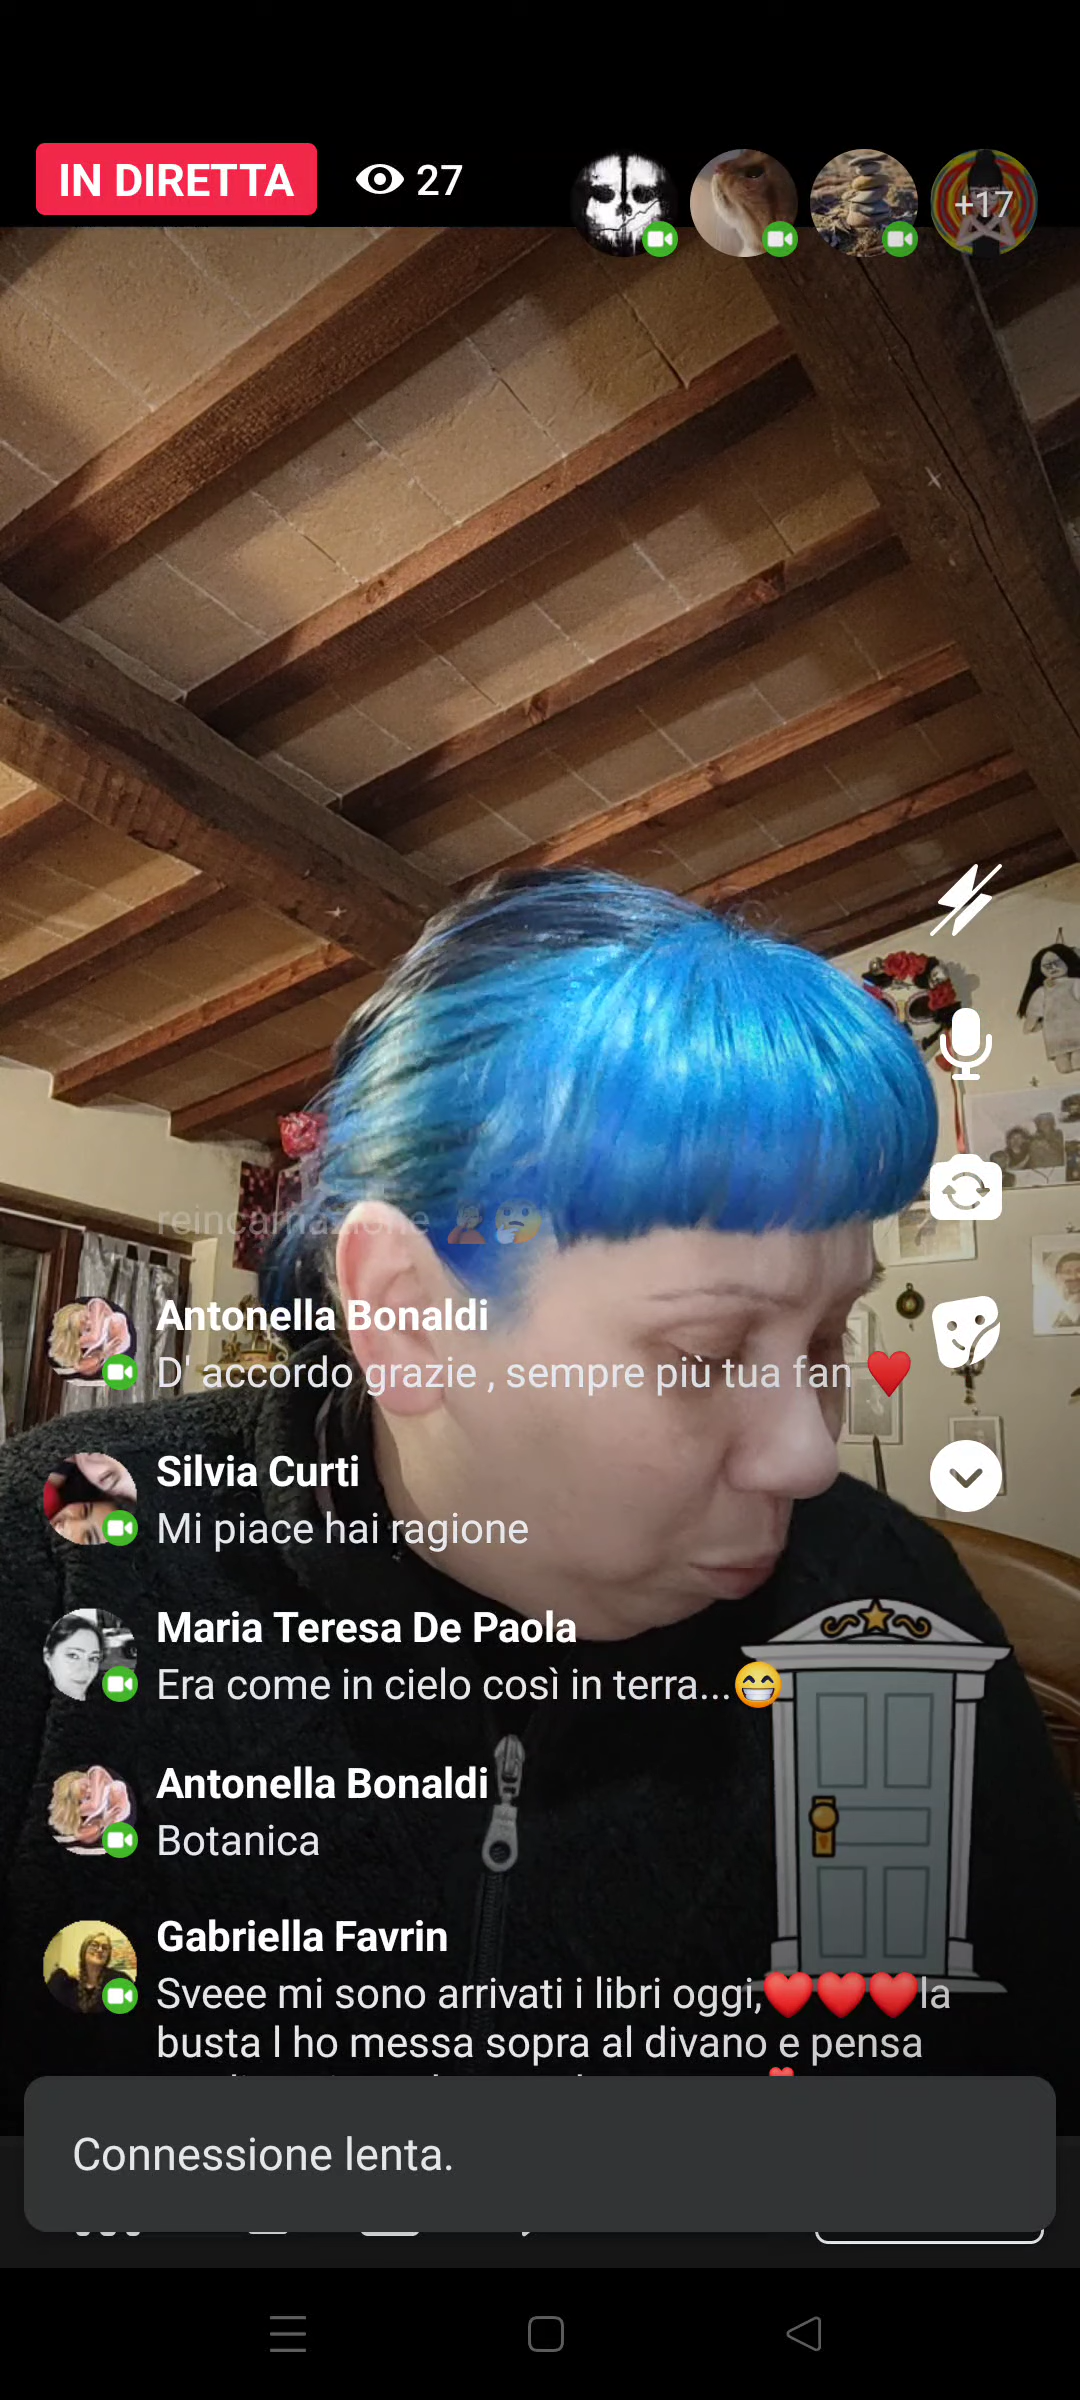 IN DIRETTA
27
+17
reincarnazione 🤦🤔
Antonella Bonaldi
D' accordo grazie , sempre più tua fan ❤️
Silvia Curti
Mi piace hai ragione
Maria Teresa De Paola
Era come in cielo così in terra...😁
Antonella Bonaldi
Botanica
Gabriella Favrin
Sveee mi sono arrivati i libri oggi,❤️❤️❤️la
busta l ho messa sopra al divano e pensa
Connessione lenta.